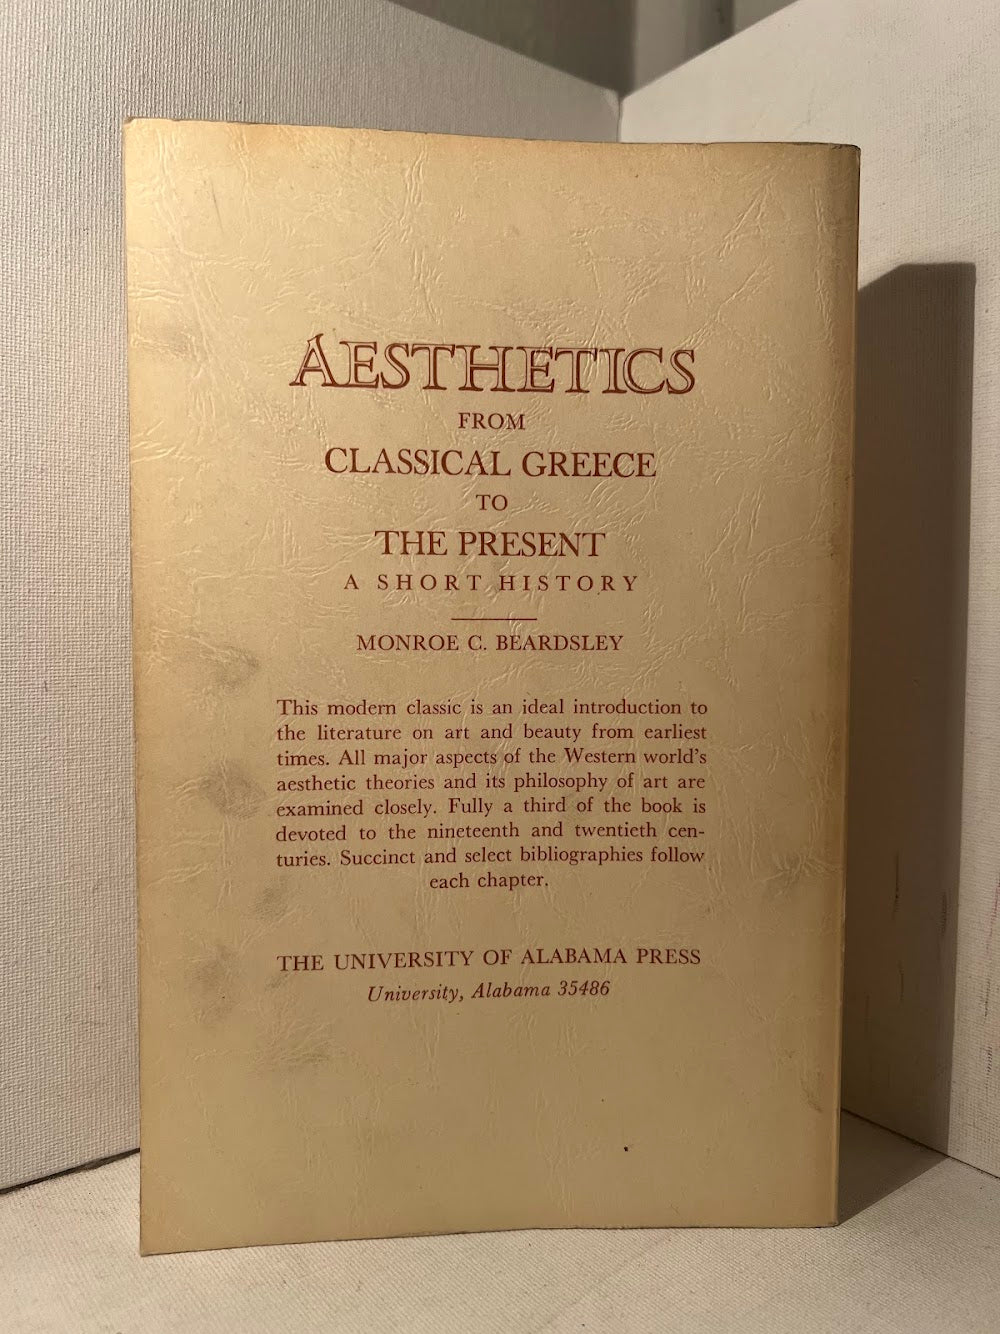 AESTHETICS
FROM
CLASSICAL GREECE
TO
THE PRESENT
A SHORT HISTORY
MONROE C. BEARDSLEY
This modern classic is an ideal introduction to
the literature on art and beauty from earliest
times. All major aspects of the Western world's
aesthetic theories and its philosophy of art are
examined closely. Fully a third of the book is
devoted to the nineteenth and twentieth cen-
turies. Succinct and select bibliographies follow
each chapter.
THE UNIVERSITY OF ALABAMA PRESS
University, Alabama 35486